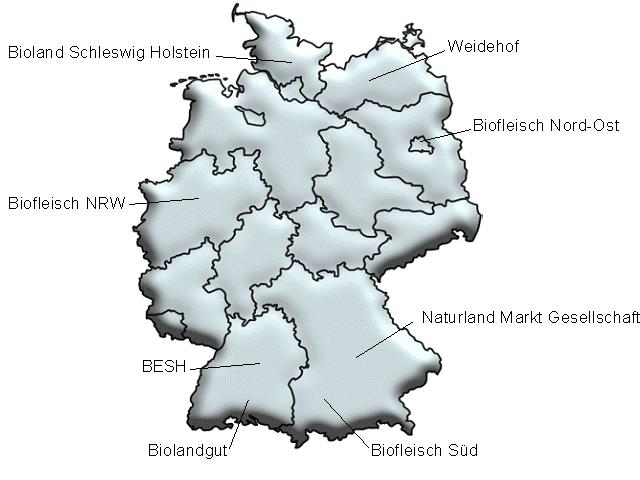 Weidehof
Bioland Schleswig Holstein
Biofleisch Nord-Ost
Biofleisch NRW
Naturland Markt Gesellschaft
BESH
Biolandgut
Biofleisch Süd